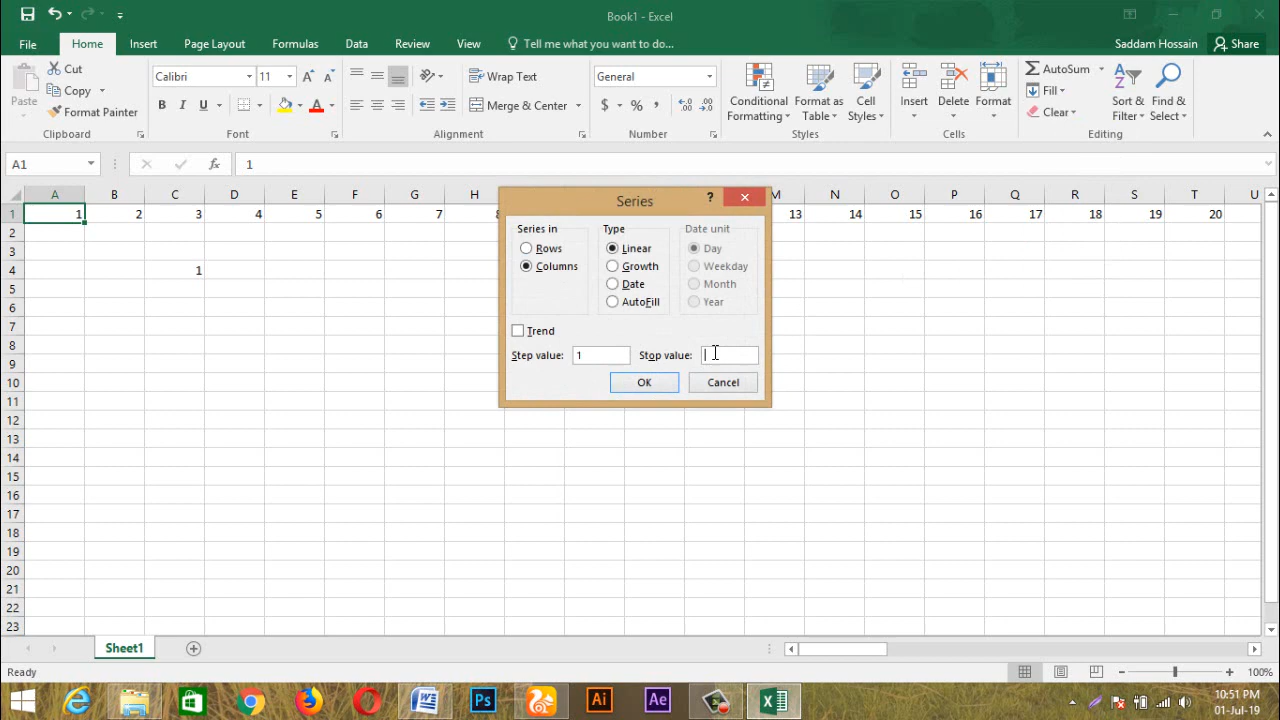 Book1 - Excel
File Home Insert Page Layout Formulas Data Review View Tell me what you want to do... Saddam Hossain Share
Paste
Cut
Copy
Format Painter
Clipboard
Calibri 11
B I U A
Font
Wrap Text
Merge & Center
Alignment
General
$ % ,
Number
Conditional Formatting
Format as Table
Cell Styles
Styles
Insert
Delete
Format
Cells
AutoSum
Fill
Clear
Sort & Filter
Find & Select
Editing
A1 fx 1
A B C D E F G H M N O P Q R S T U
1 1 2 3 4 5 6 7 8 13 14 15 16 17 18 19 20
2
3
4 1
5
6
7
8
9
10
11
12
13
14
15
16
17
18
19
20
21
22
23
Series ?
Series in
Rows
Columns
Type
Linear
Growth
Date
AutoFill
Date unit
Day
Weekday
Month
Year
Trend
Step value: 1 Stop value:
OK Cancel
Sheet1
Ready 100%
Ps Ai Ae
10:51 PM
01-Jul-19